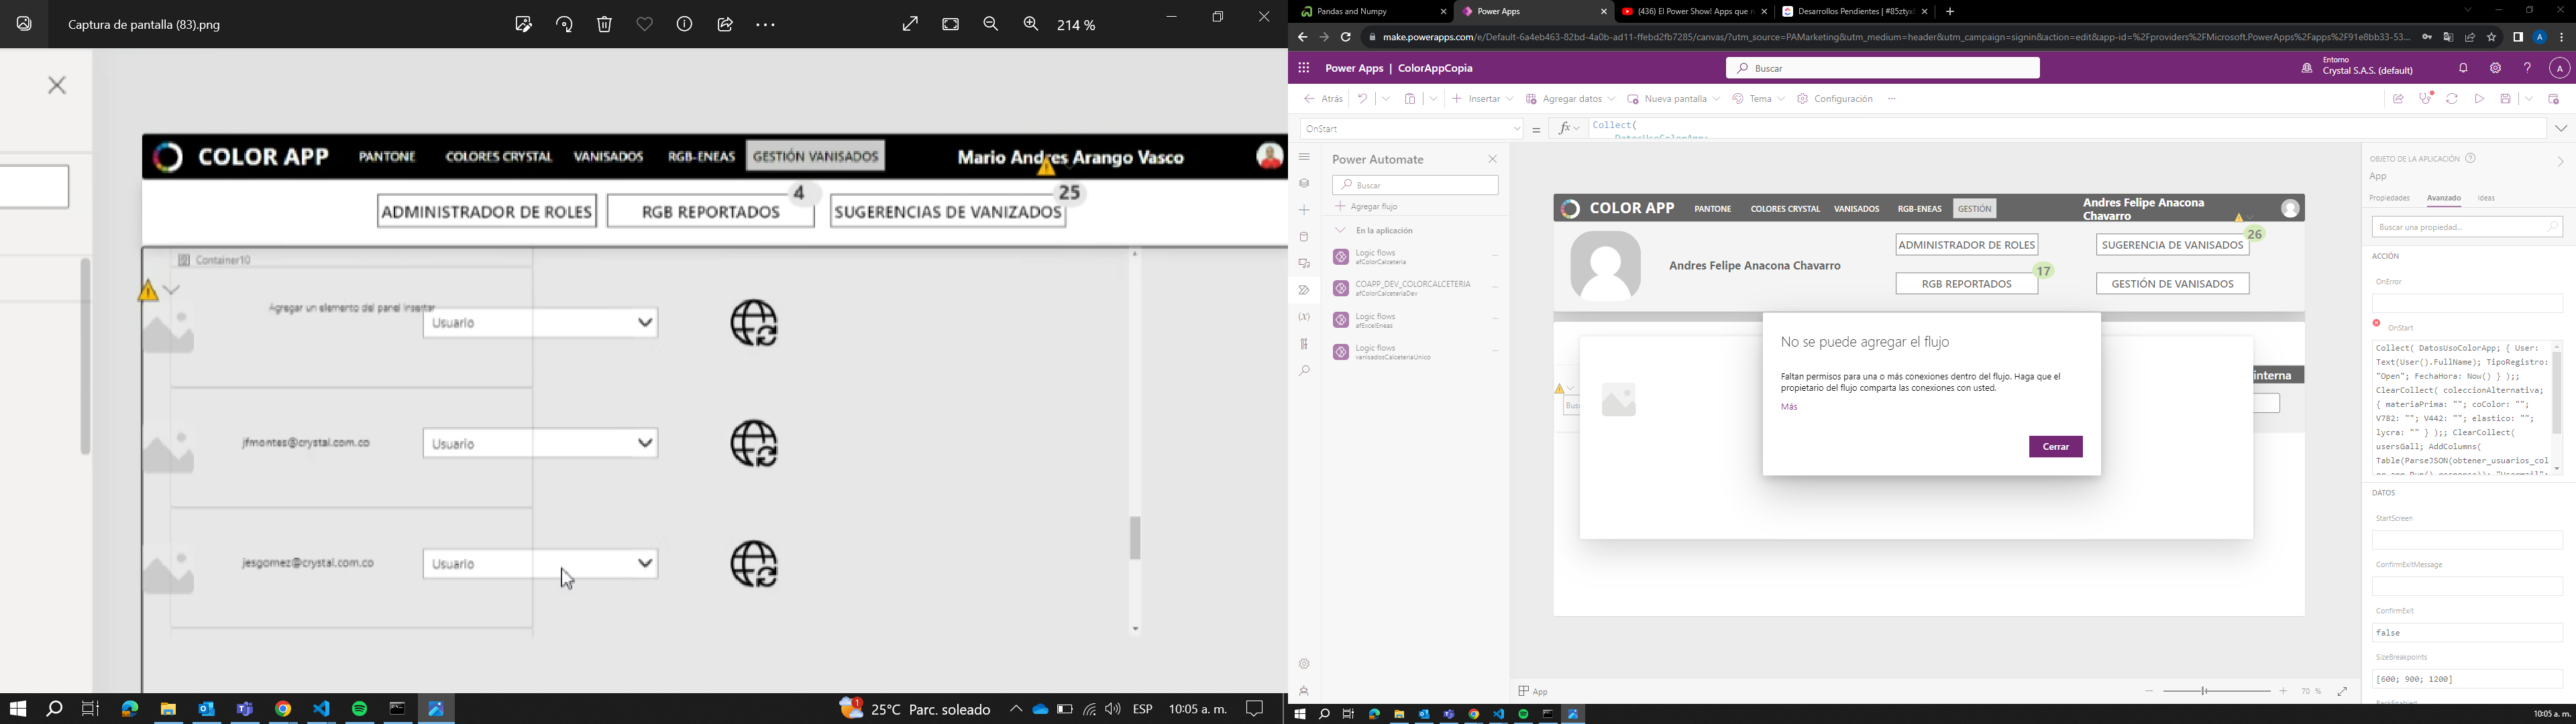 Captura de pantalla (83).png
214 %
COLOR APP
PANTONE
COLORES CRYSTAL
VANISADOS
RGB-ENEAS
GESTIÓN VANISADOS
Mario Andres Arango Vasco
ADMINISTRADOR DE ROLES
RGB REPORTADOS
4
SUGERENCIAS DE VANIZADOS
25
Container10
Agregar un elemento del panel Insertar
Usuario
jfmontes@crystal.com.co
Usuario
jesgomez@crystal.com.co
Usuario
1
25°C Parc. soleado
ESP
10:05 a. m.
Pandas and Numpy
Power Apps
(436) El Power Show! Apps que
Desarrollos Pendientes | #85ztyx
make.powerapps.com/e/Default-6a4eb463-82bd-4a0b-ad11-ffebd2fb7285/canvas/?utm_source=PAMarketing&utm_medium=header&utm_campaign=signin&action=edit&app-id=%2Fproviders%2FMicrosoft.PowerApps%2Fapps%2F91e8bb33-53...
A
Power Apps | ColorAppCopia
Buscar
Entorno
Crystal S.A.S. (default)
A
Atrás
Insertar
Agregar datos
Nueva pantalla
Tema
Configuración
OnStart
=
fx
Collect(
DatosUsoColorApp;
Power Automate
Buscar
Agregar flujo
En la aplicación
Logic flows
afColorCalceteria
COAPP_DEV_COLORCALCETERIA
afColorCalceteriaDev
Logic flows
afExcelEneas
Logic flows
vanisadosCalceteriaUnico
COLOR APP
PANTONE
COLORES CRYSTAL
VANISADOS
RGB-ENEAS
GESTIÓN
Andres Felipe Anacona
Chavarro
Andres Felipe Anacona Chavarro
ADMINISTRADOR DE ROLES
SUGERENCIA DE VANISADOS
26
RGB REPORTADOS
17
GESTIÓN DE VANISADOS
interna
No se puede agregar el flujo
Faltan permisos para una o más conexiones dentro del flujo. Haga que el
propietario del flujo comparta las conexiones con usted.
Más
Cerrar
OBJETO DE LA APLICACIÓN
App
Propiedades
Avanzado
Ideas
Buscar una propiedad...
ACCIÓN
OnError
OnStart
Collect( DatosUsoColorApp; { User:
Text(User().FullName); TipoRegistro:
"Open"; FechaHora: Now() } );;
ClearCollect( coleccionAlternativa;
{ materiaPrima: ""; coColor: "";
V782: ""; V442: ""; elastico: "";
lycra: "" } );; ClearCollect(
usersGall; AddColumns(
Table(ParseJSON(obtener_usuarios_col
DATOS
StartScreen
ConfirmExitMessage
ConfirmExit
false
SizeBreakpoints
[600; 900; 1200]
App
70 %
10:05 a. m.